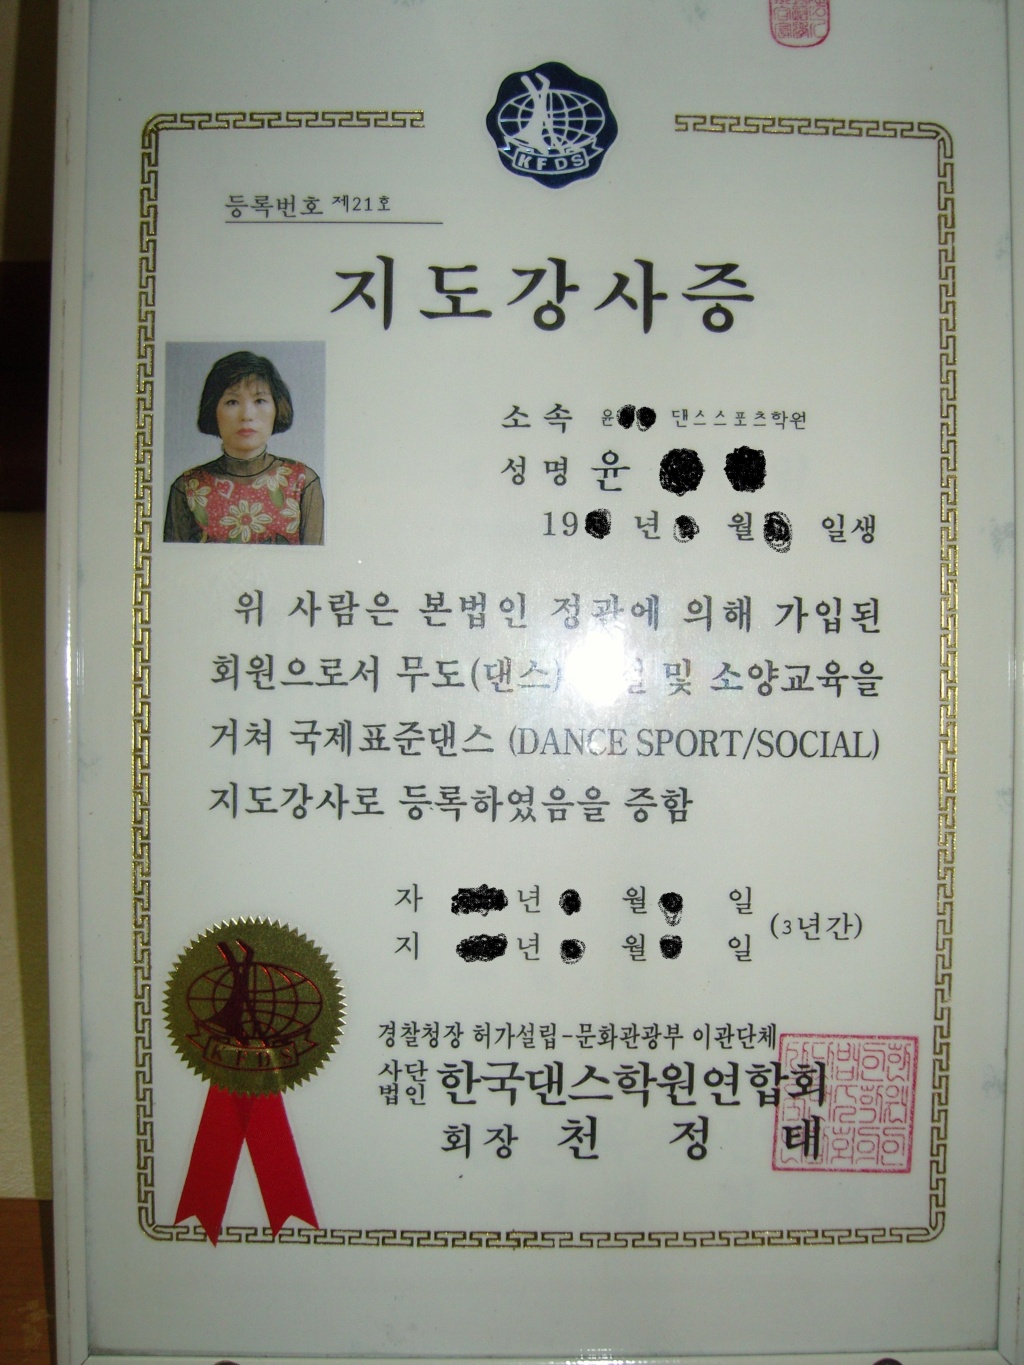 KFDS
등록번호 제21호
지도강사증
소속 윤 댄스스포츠학원
성명 윤
19 년 월 일생
위 사람은 본법인 정관에 의해 가입된
회원으로서 무도(댄스) 및 소양교육을
거쳐 국제표준댄스 (DANCE SPORT/SOCIAL)
지도강사로 등록하였음을 증함
자 년 월 일
지 년 월 일
(3년간)
KFDS
경찰청장 허가설립-문화관광부 이관단체
사단법인 한국댄스학원연합회
회장 천정태